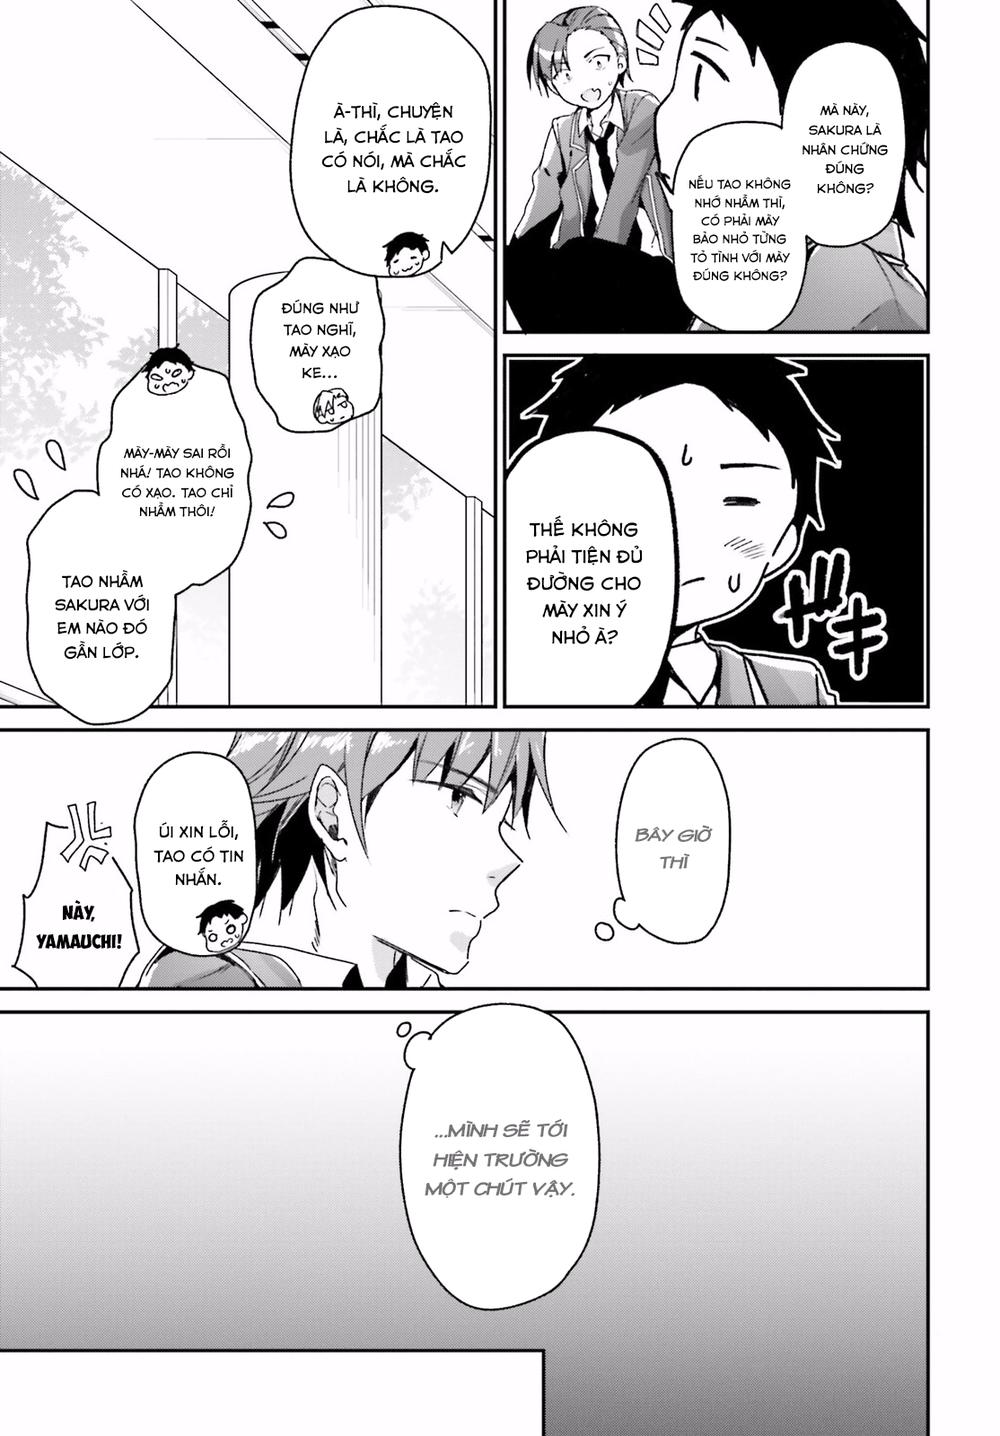 MÀ NÀY,
SAKURA LÀ
NHÂN CHỨNG
ĐÚNG
KHÔNG?
NẾU TAO KHÔNG
NHỚ NHẦM THÌ,
CÓ PHẢI MÀY
BẢO NHỎ TỪNG
TỎ TÌNH VỚI MÀY
ĐÚNG KHÔNG?
THẾ KHÔNG
PHẢI TIỆN ĐỦ
ĐƯỜNG CHO
MÀY XIN Ý
NHỎ À?
ギギ
À-THÌ, CHUYỆN
LÀ, CHẮC LÀ TAO
CÓ NÓI, MÀ CHẮC
LÀ KHÔNG.
ĐÚNG NHƯ
TAO NGHĨ,
MÀY XẠO
KE...
MÀY-MÀY SAI RỒI
NHÁ! TAO KHÔNG
CÓ XẠO. TAO CHỈ
NHẦM THÔI!
TAO NHẦM
SAKURA VỚI
EM NÀO ĐÓ
GẦN LỚP.
BÂY GIỜ
THÌ
ÚI XIN LỖI,
TAO CÓ TIN
NHẮN.
NÀY,
YAMAUCHI!
...MÌNH SẼ TỚI
HIỆN TRƯỜNG
MỘT CHÚT VẬY.